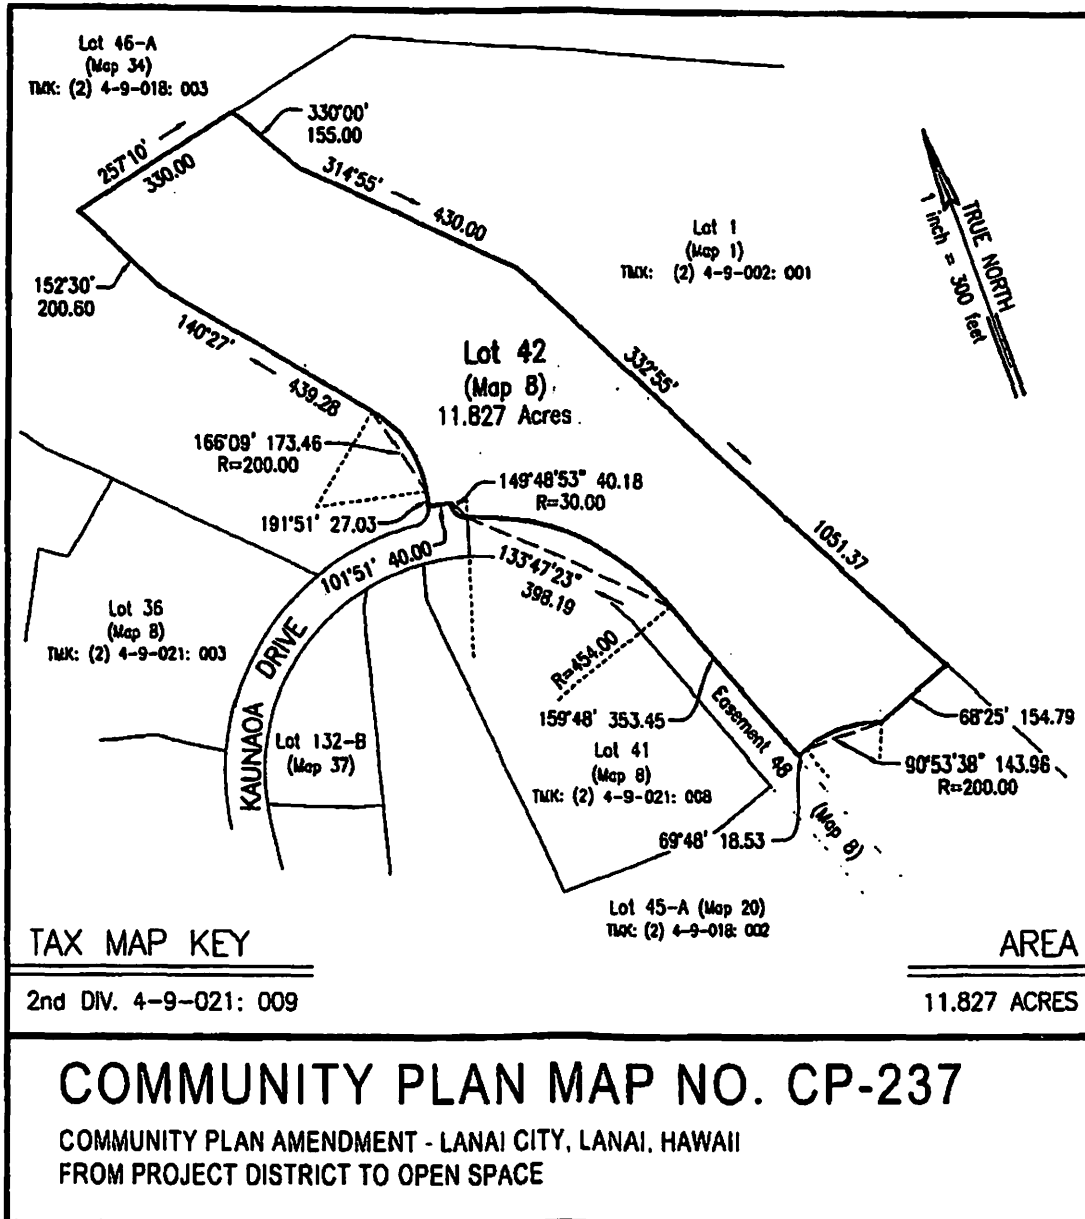 Lot 46-A
(Map 34)
TMK: (2) 4-9-018: 003
330°00'
155.00
257°10'
330.00
314°55'
430.00
TRUE NORTH
1 inch = 300 feet
Lot 1
(Map 1)
TMK: (2) 4-9-002: 001
152°30'
200.60
140°27'
439.28
Lot 42
(Map 8)
11.827 Acres
332°55'
1051.37
166°09' 173.46
R=200.00
149°48'53" 40.18
R=30.00
191°51' 27.03
101°51' 40.00
133°47'23"
398.19
Lot 36
(Map 8)
TMK: (2) 4-9-021: 003
KAUNAOA DRIVE
R=454.00
159°48' 353.45
Easement 48
68°25' 154.79
Lot 132-B
(Map 37)
Lot 41
(Map 8)
TMK: (2) 4-9-021: 008
90°53'38" 143.96
R=200.00
(Map 8)
69°48' 18.53
Lot 45-A (Map 20)
TMK: (2) 4-9-018: 002
TAX MAP KEY
2nd DIV. 4-9-021: 009
AREA
11.827 ACRES
COMMUNITY PLAN MAP NO. CP-237
COMMUNITY PLAN AMENDMENT - LANAI CITY, LANAI, HAWAII
FROM PROJECT DISTRICT TO OPEN SPACE